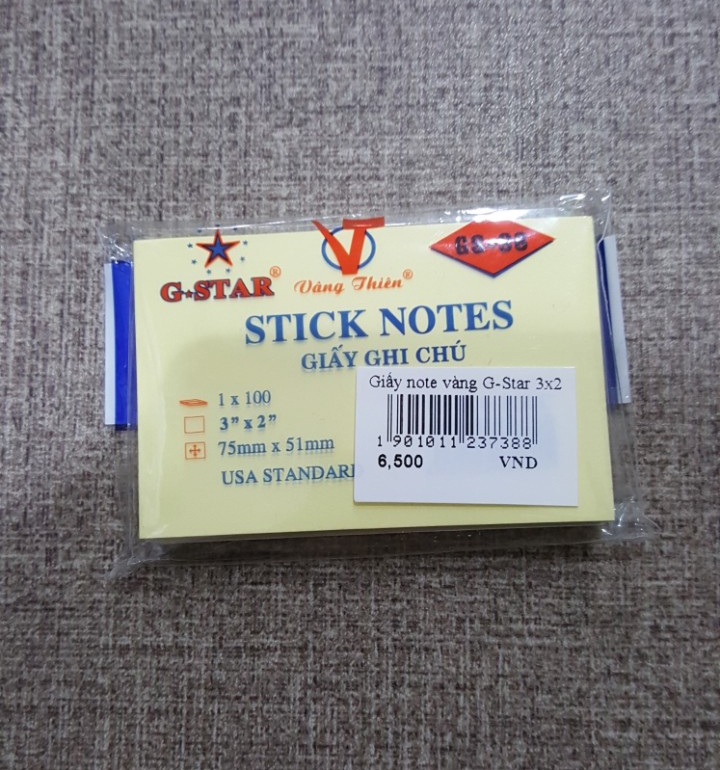 G★STAR®
Vâng Thiên®
STICK NOTES
GIẤY GHI CHÚ
1 x 100
3” x 2”
75mm x 51mm
USA STANDARD
Giấy note vàng G-Star 3x2
1 901011 237388
6,500 VND